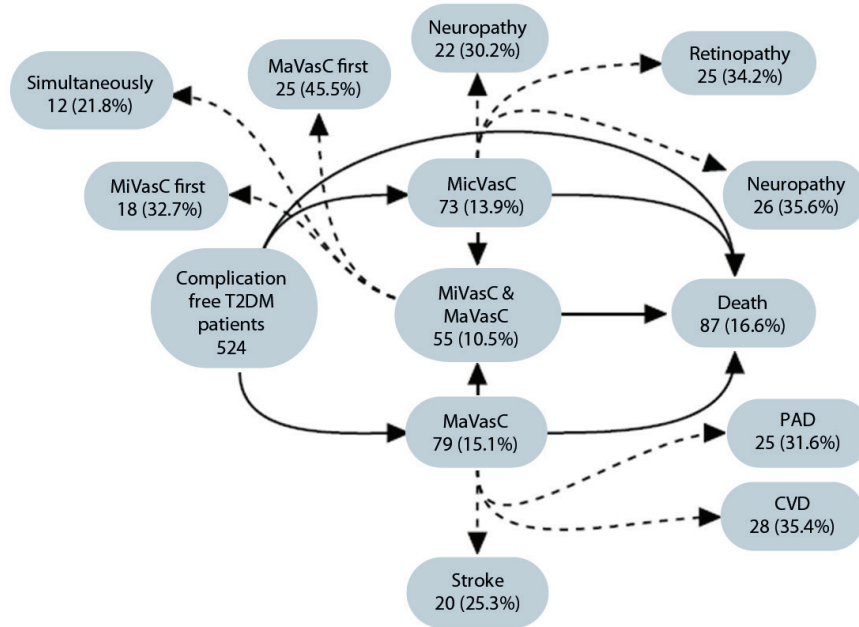 Neuropathy
22 (30.2%)
Retinopathy
25 (34.2%)
MaVasC first
25 (45.5%)
Simultaneously
12 (21.8%)
MiVasC first
18 (32.7%)
MicVasC
73 (13.9%)
Neuropathy
26 (35.6%)
Complication
free T2DM
patients
524
MiVasC &
MaVasC
55 (10.5%)
Death
87 (16.6%)
MaVasC
79 (15.1%)
PAD
25 (31.6%)
CVD
28 (35.4%)
Stroke
20 (25.3%)